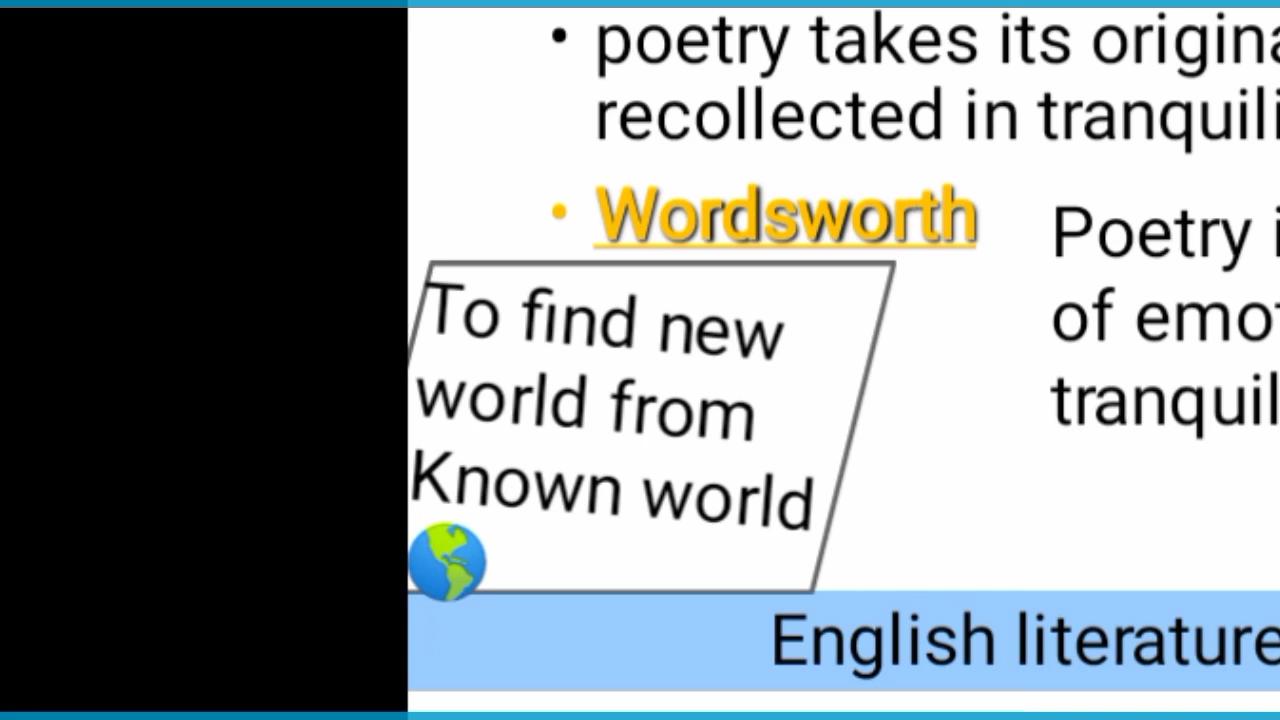 • poetry takes its origina
recollected in tranquili
• Wordsworth
Poetry i
of emot
tranquil
To find new
world from
Known world
English literature